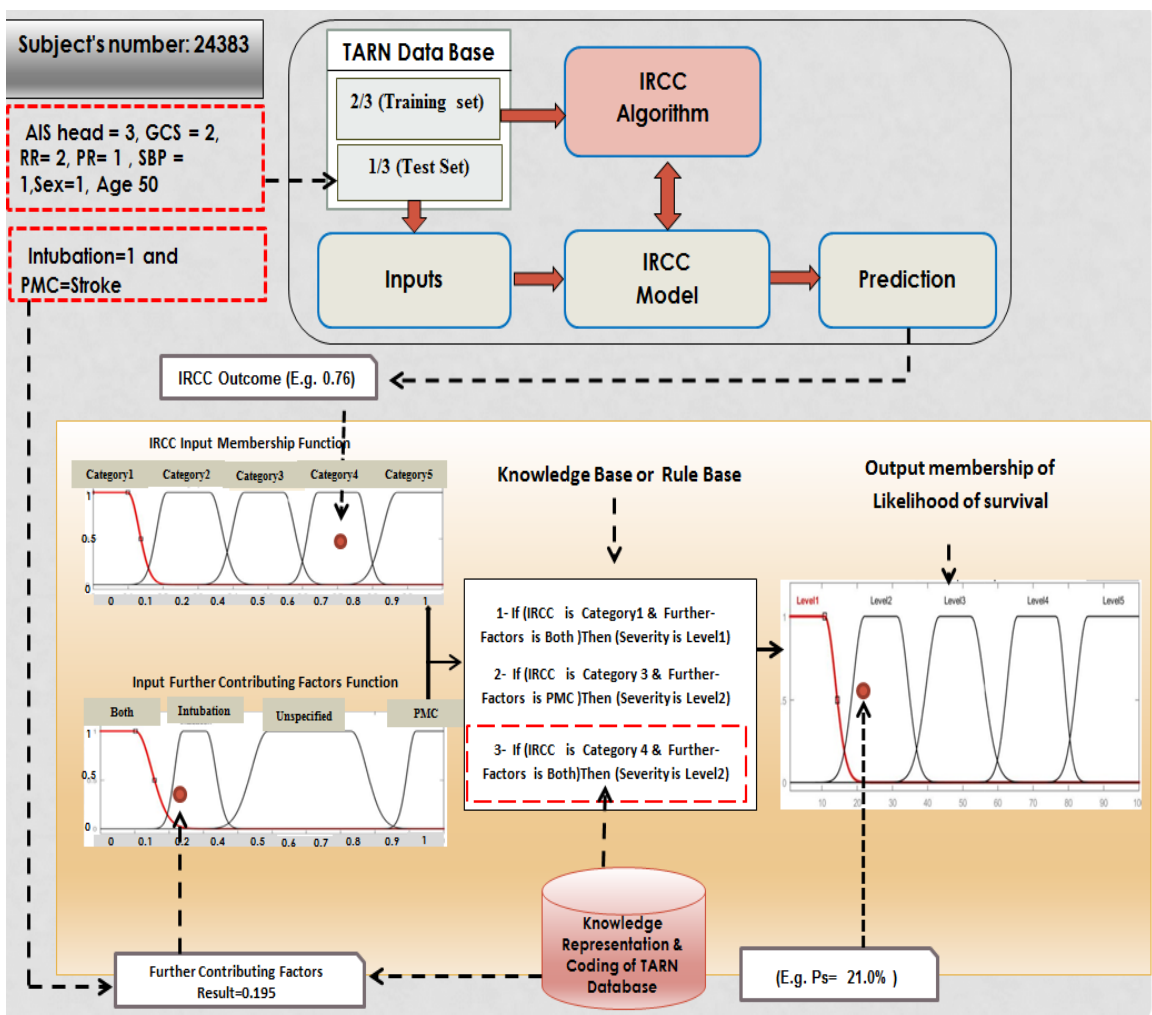 Subject's number: 24383
AIS head = 3, GCS = 2,
RR= 2, PR= 1 , SBP =
1,Sex=1, Age 50
Intubation=1 and
PMC=Stroke
TARN Data Base
2/3 (Training set)
1/3 (Test Set)
IRCC
Algorithm
Inputs
IRCC
Model
Prediction
IRCC Outcome (E.g. 0.76)
IRCC Input Membership Function
Category1 Category2 Category3 Category4 Category5
1
0.5
0
0 0.1 0.2 0.4 0.5 0.6 0.7 0.8 0.9 1
Input Further Contributing Factors Function
Both Intubation Unspecified PMC
1
0.5
0
0 0.1 0.2 0.4 0.5 0.6 0.7 0.8 0.9 1
Knowledge Base or Rule Base
1- If (IRCC is Category1 & Further-
Factors is Both )Then (Severity is Level1)
2- If (IRCC is Category 3 & Further-
Factors is PMC )Then (Severity is Level2)
3- If (IRCC is Category 4 & Further-
Factors is Both)Then (Severity is Level2)
Output membership of
Likelihood of survival
Level1 Level2 Level3 Level4 Level5
1
.5
0
10 20 30 40 50 60 70 80 90 100
Further Contributing Factors
Result=0.195
Knowledge
Representation &
Coding of TARN
Database
(E.g. Ps= 21.0% )